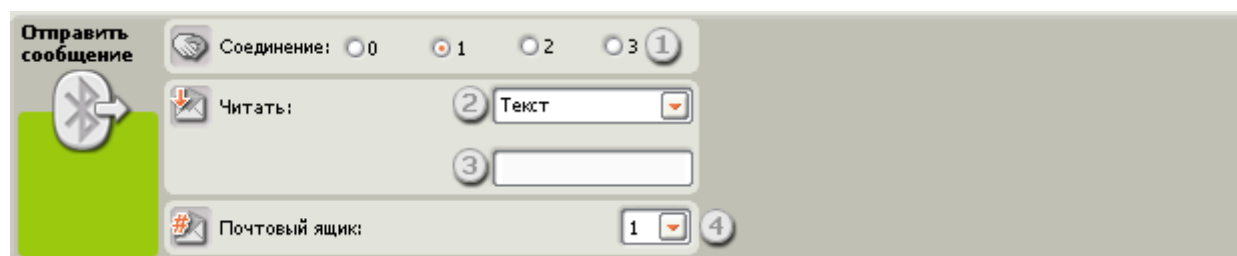 Отправить
сообщение
Соединение: 0 1 2 3 1
Читать: 2 Текст
3
Почтовый ящик: 1 4